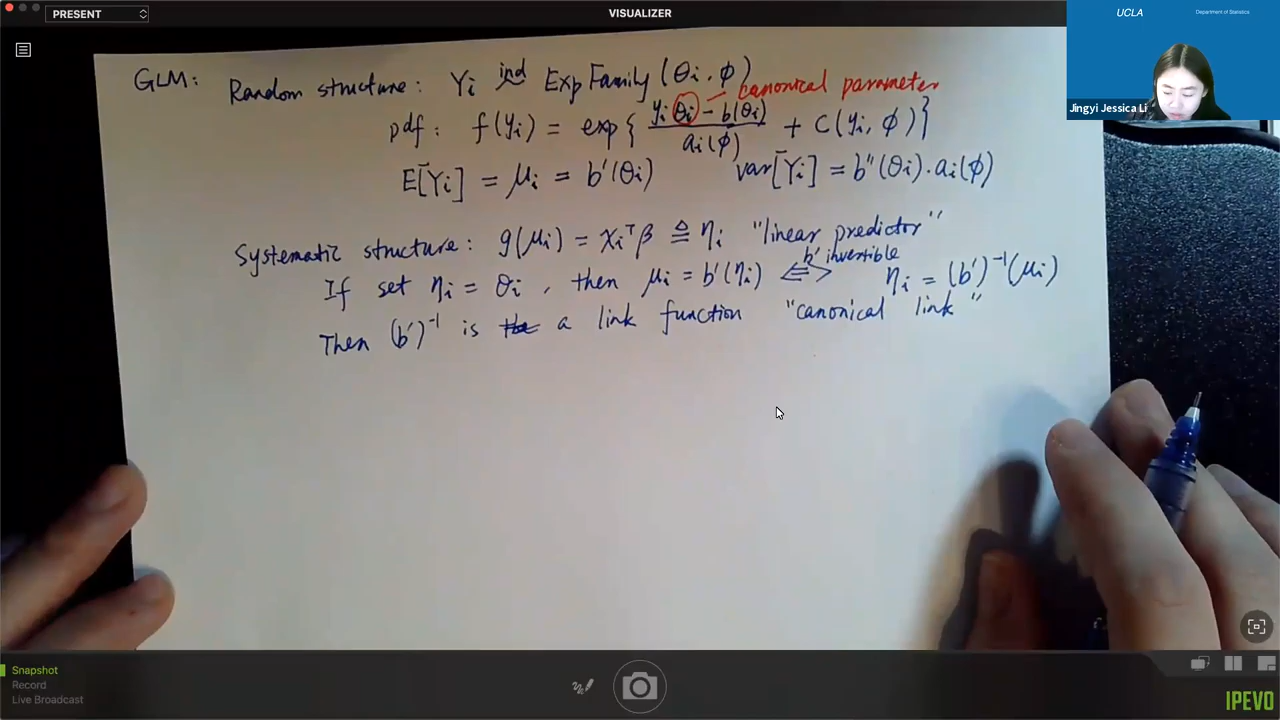 PRESENT
VISUALIZER
UCLA
Department of Statistics
Jingyi Jessica Li
GLM: Random structure: Yi ind~ Exp Family (θi, ϕ)
canonical parameter
pdf: f(yi) = exp{ (yi θi - b(θi)) / ai(ϕ) + C(yi, ϕ) }
E[Yi] = μi = b'(θi) var[Yi] = b''(θi)·ai(ϕ)
Systematic structure: g(μi) = xiᵀβ ≜ ηi "linear predictor"
b' invertible
If set ηi = θi, then μi = b'(ηi) <=> ηi = (b')⁻¹(μi)
Then (b')⁻¹ is the a link function "canonical link"
Snapshot
Record
Live Broadcast
IPEVO